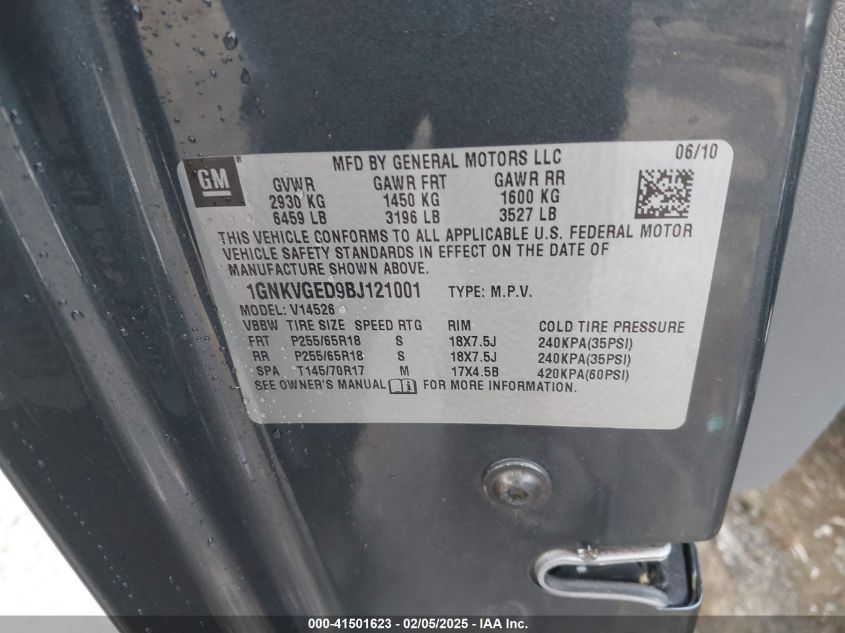 GM
MFD BY GENERAL MOTORS LLC 06/10
GVWR GAWR FRT GAWR RR
2930 KG 1450 KG 1600 KG
6459 LB 3196 LB 3527 LB
THIS VEHICLE CONFORMS TO ALL APPLICABLE U.S. FEDERAL MOTOR
VEHICLE SAFETY STANDARDS IN EFFECT ON THE DATE OF
MANUFACTURE SHOWN ABOVE.
1GNKVGED9BJ121001 TYPE: M.P.V.
MODEL: V14526
VBBW TIRE SIZE SPEED RTG RIM COLD TIRE PRESSURE
FRT P255/65R18 S 18X7.5J 240KPA(35PSI)
RR P255/65R18 S 18X7.5J 240KPA(35PSI)
SPA T145/70R17 M 17X4.5B 420KPA(60PSI)
SEE OWNER'S MANUAL FOR MORE INFORMATION.
000-41501623 - 02/05/2025 - IAA Inc.